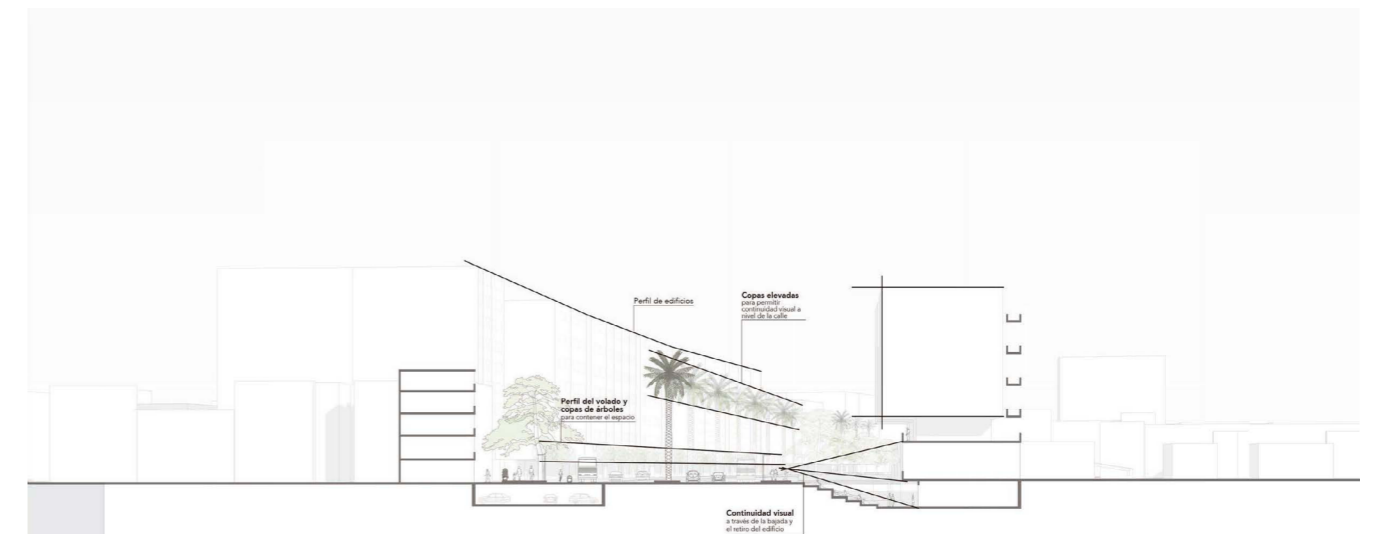 Perfil de edificios
Copas elevadas
para permitir
continuidad visual a
nivel de la calle
Perfil del volado y
copas de árboles
para contener el espacio
Continuidad visual
a través de la bajada y
el retiro del edificio